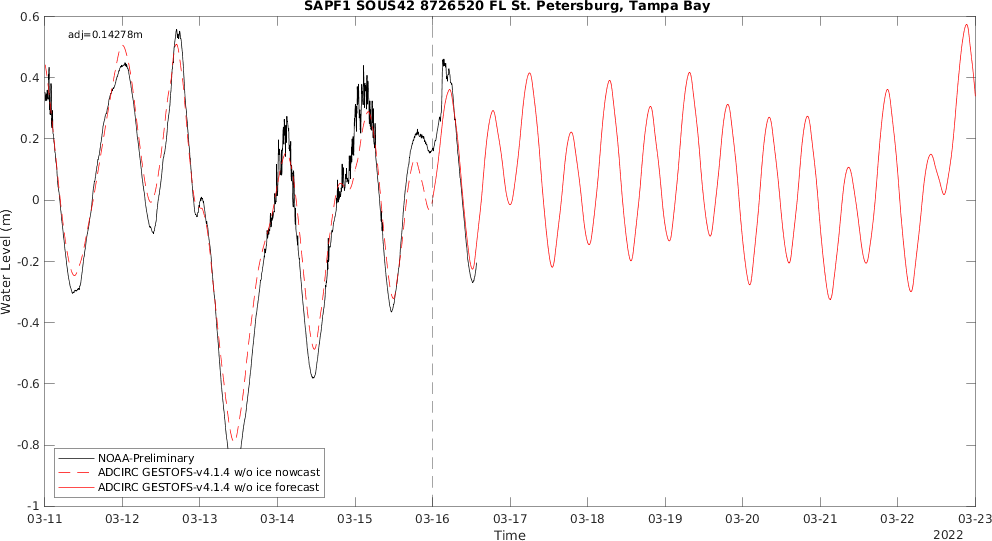 SAPF1 SOUS42 8726520 FL St. Petersburg, Tampa Bay
adj=0.14278m
0.6
0.4
0.2
0
-0.2
-0.4
-0.6
-0.8
-1
Water Level (m)
NOAA-Preliminary
ADCIRC GESTOFS-v4.1.4 w/o ice nowcast
ADCIRC GESTOFS-v4.1.4 w/o ice forecast
03-11 03-12 03-13 03-14 03-15 03-16 03-17 03-18 03-19 03-20 03-21 03-22 03-23
Time
2022